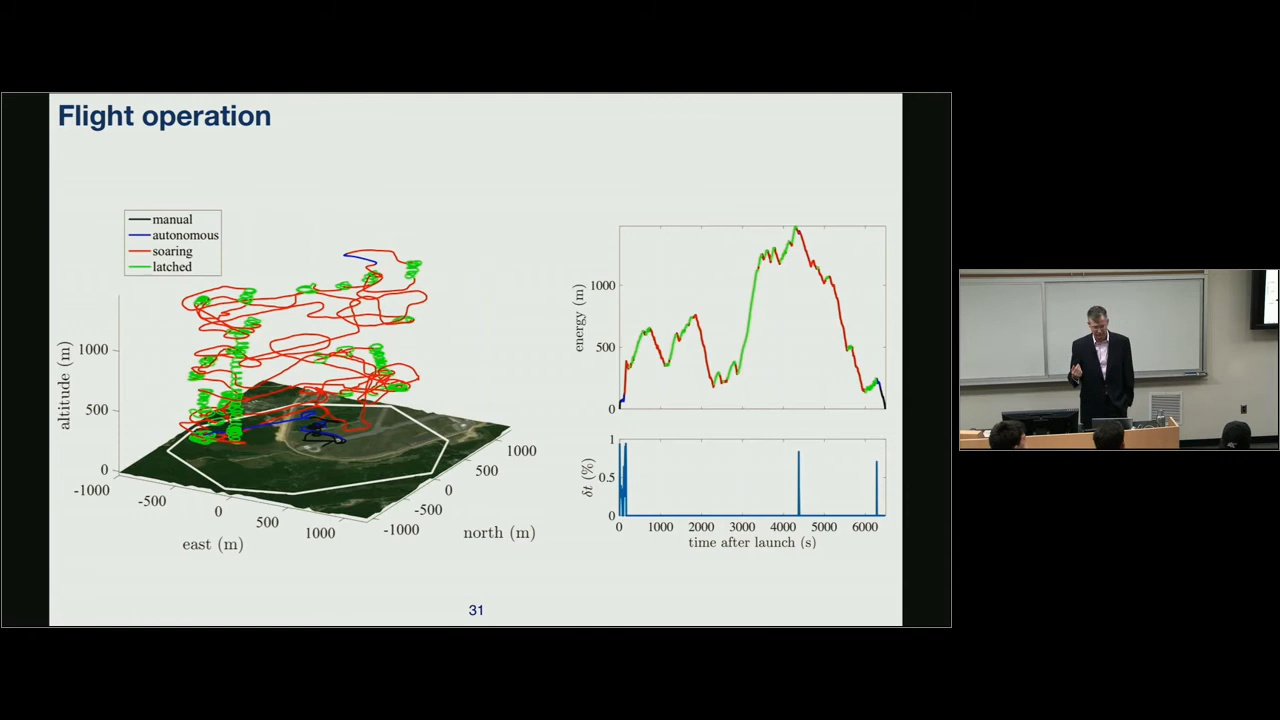 Flight operation
manual
autonomous
soaring
latched
altitude (m)
1000
500
0
-1000
-500
0
500
1000
east (m)
-1000
-500
0
500
1000
north (m)
energy (m)
1000
500
0
δt (%)
1
0.5
0
0
1000
2000
3000
4000
5000
6000
time after launch (s)
31